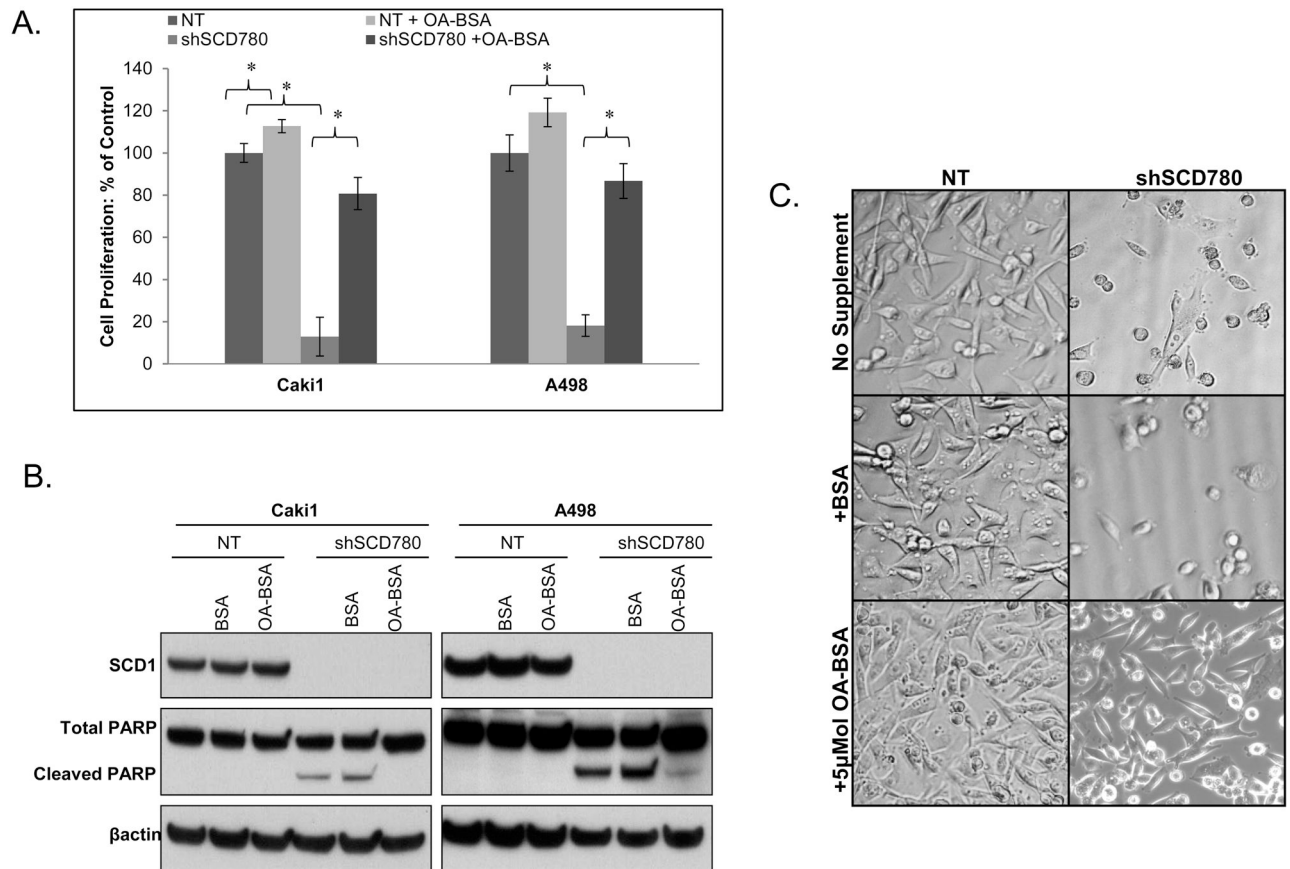 A.
NT
NT + OA-BSA
shSCD780
shSCD780 +OA-BSA
Cell Proliferation: % of Control
140
120
100
80
60
40
20
0
* * * * *
Caki1
A498
B.
Caki1
A498
NT
shSCD780
NT
shSCD780
BSA
OA-BSA
BSA
OA-BSA
BSA
OA-BSA
BSA
OA-BSA
SCD1
Total PARP
Cleaved PARP
βactin
C.
NT
shSCD780
No Supplement
+BSA
+5µMol OA-BSA